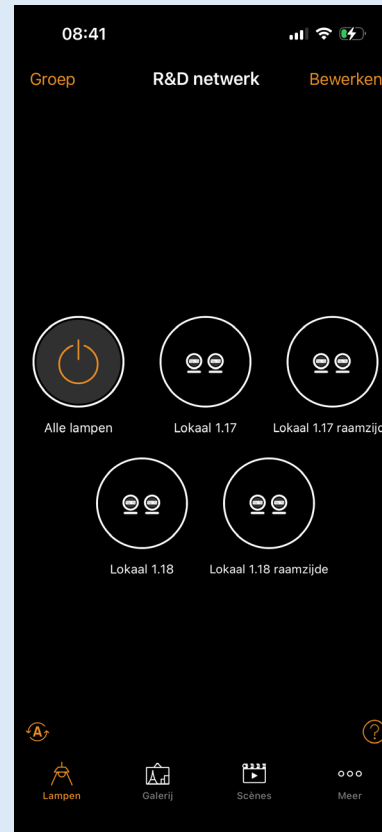 08:41
Groep
R&D netwerk
Bewerken
Alle lampen
Lokaal 1.17
Lokaal 1.17 raamzijd
Lokaal 1.18
Lokaal 1.18 raamzijde
A
?
Lampen
Galerij
Scènes
Meer